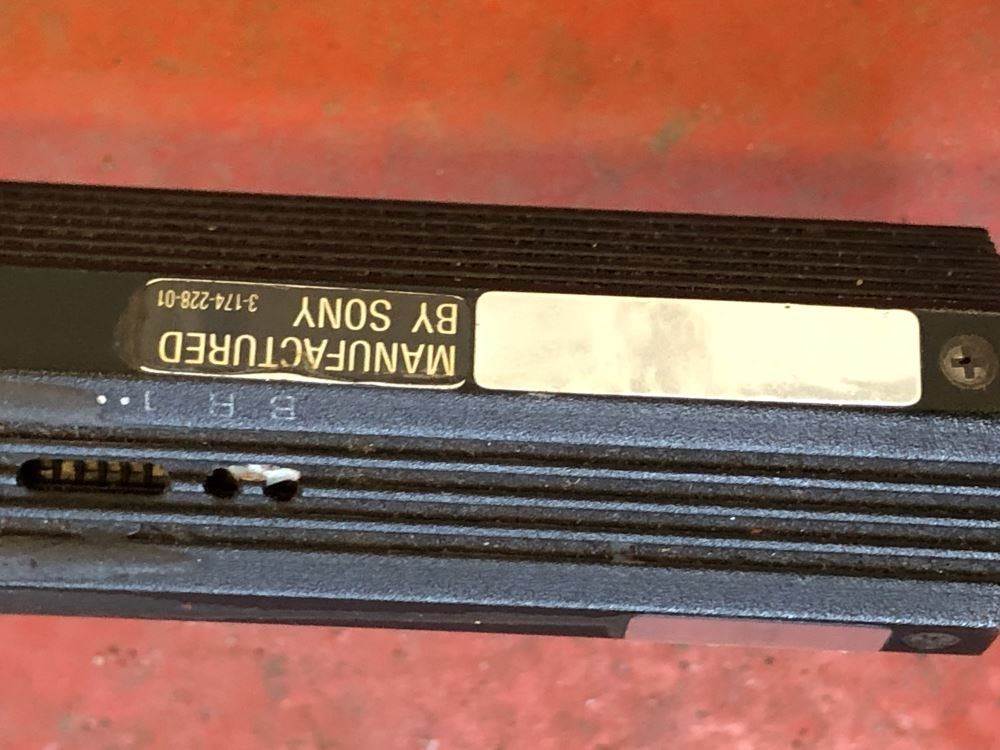 MANUFACTURED
BY SONY
3-174-228-01